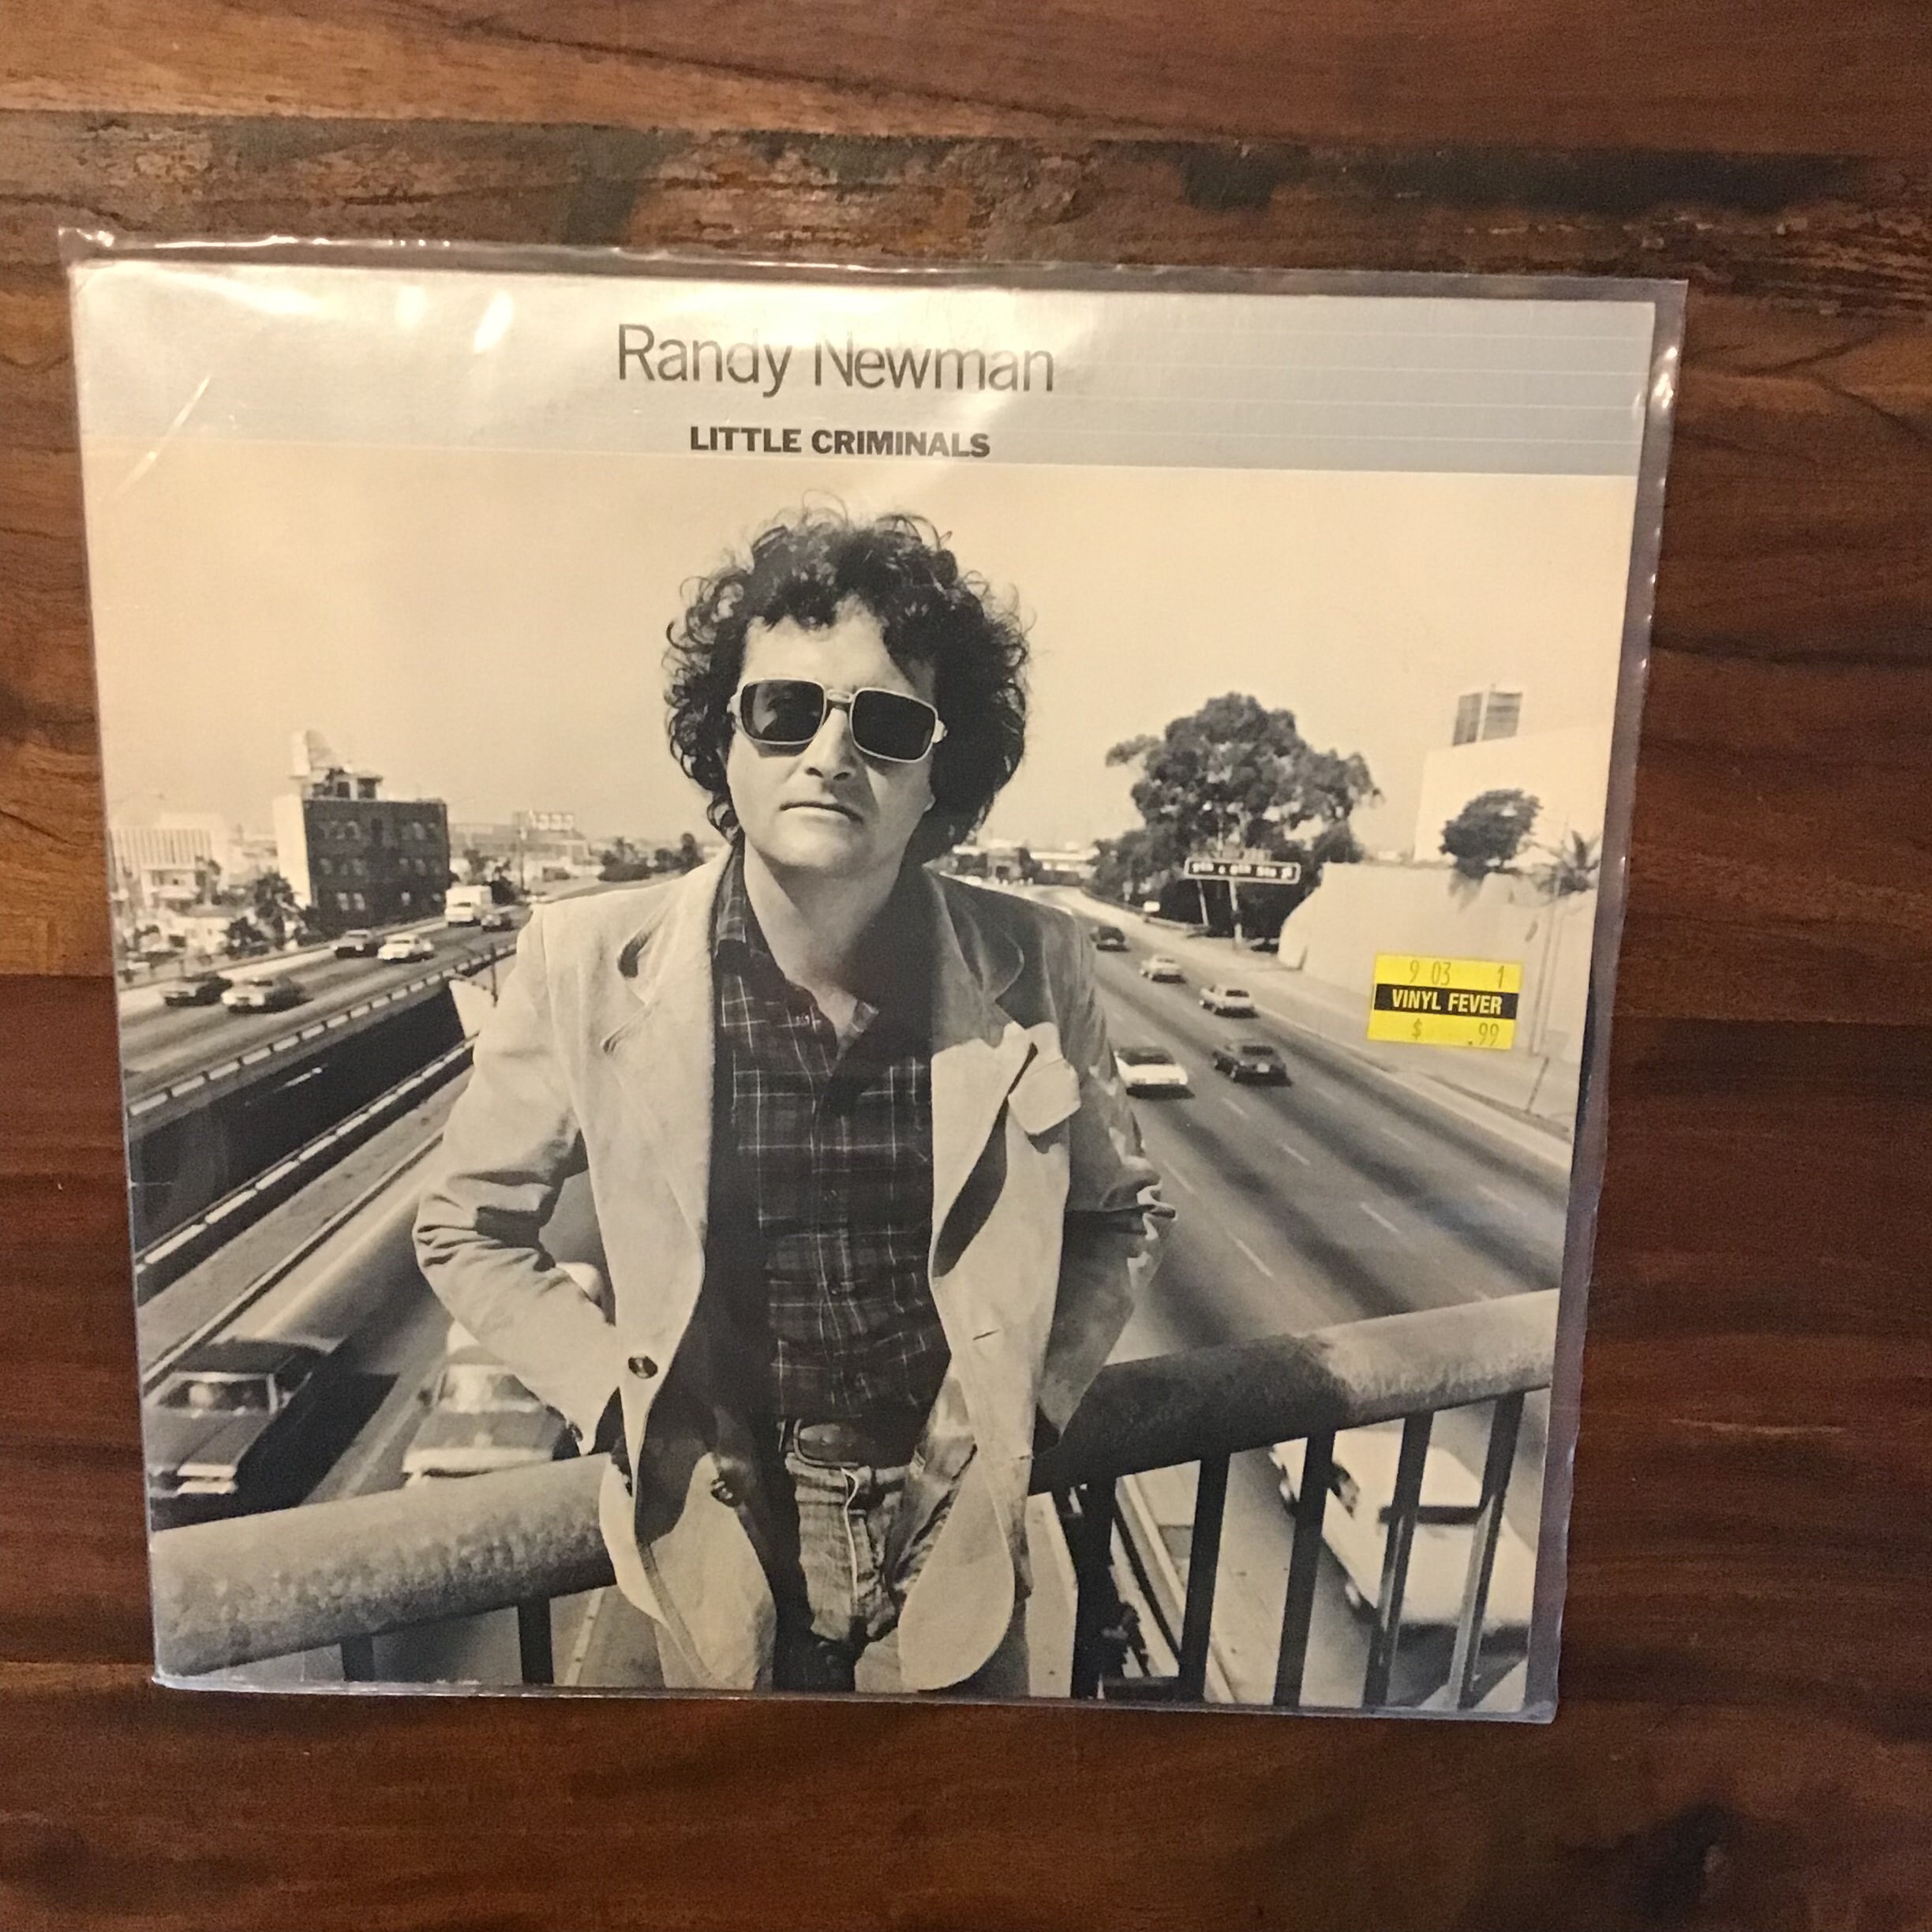 Randy Newman
LITTLE CRIMINALS
9 03 1
VINYL FEVER
$ .99